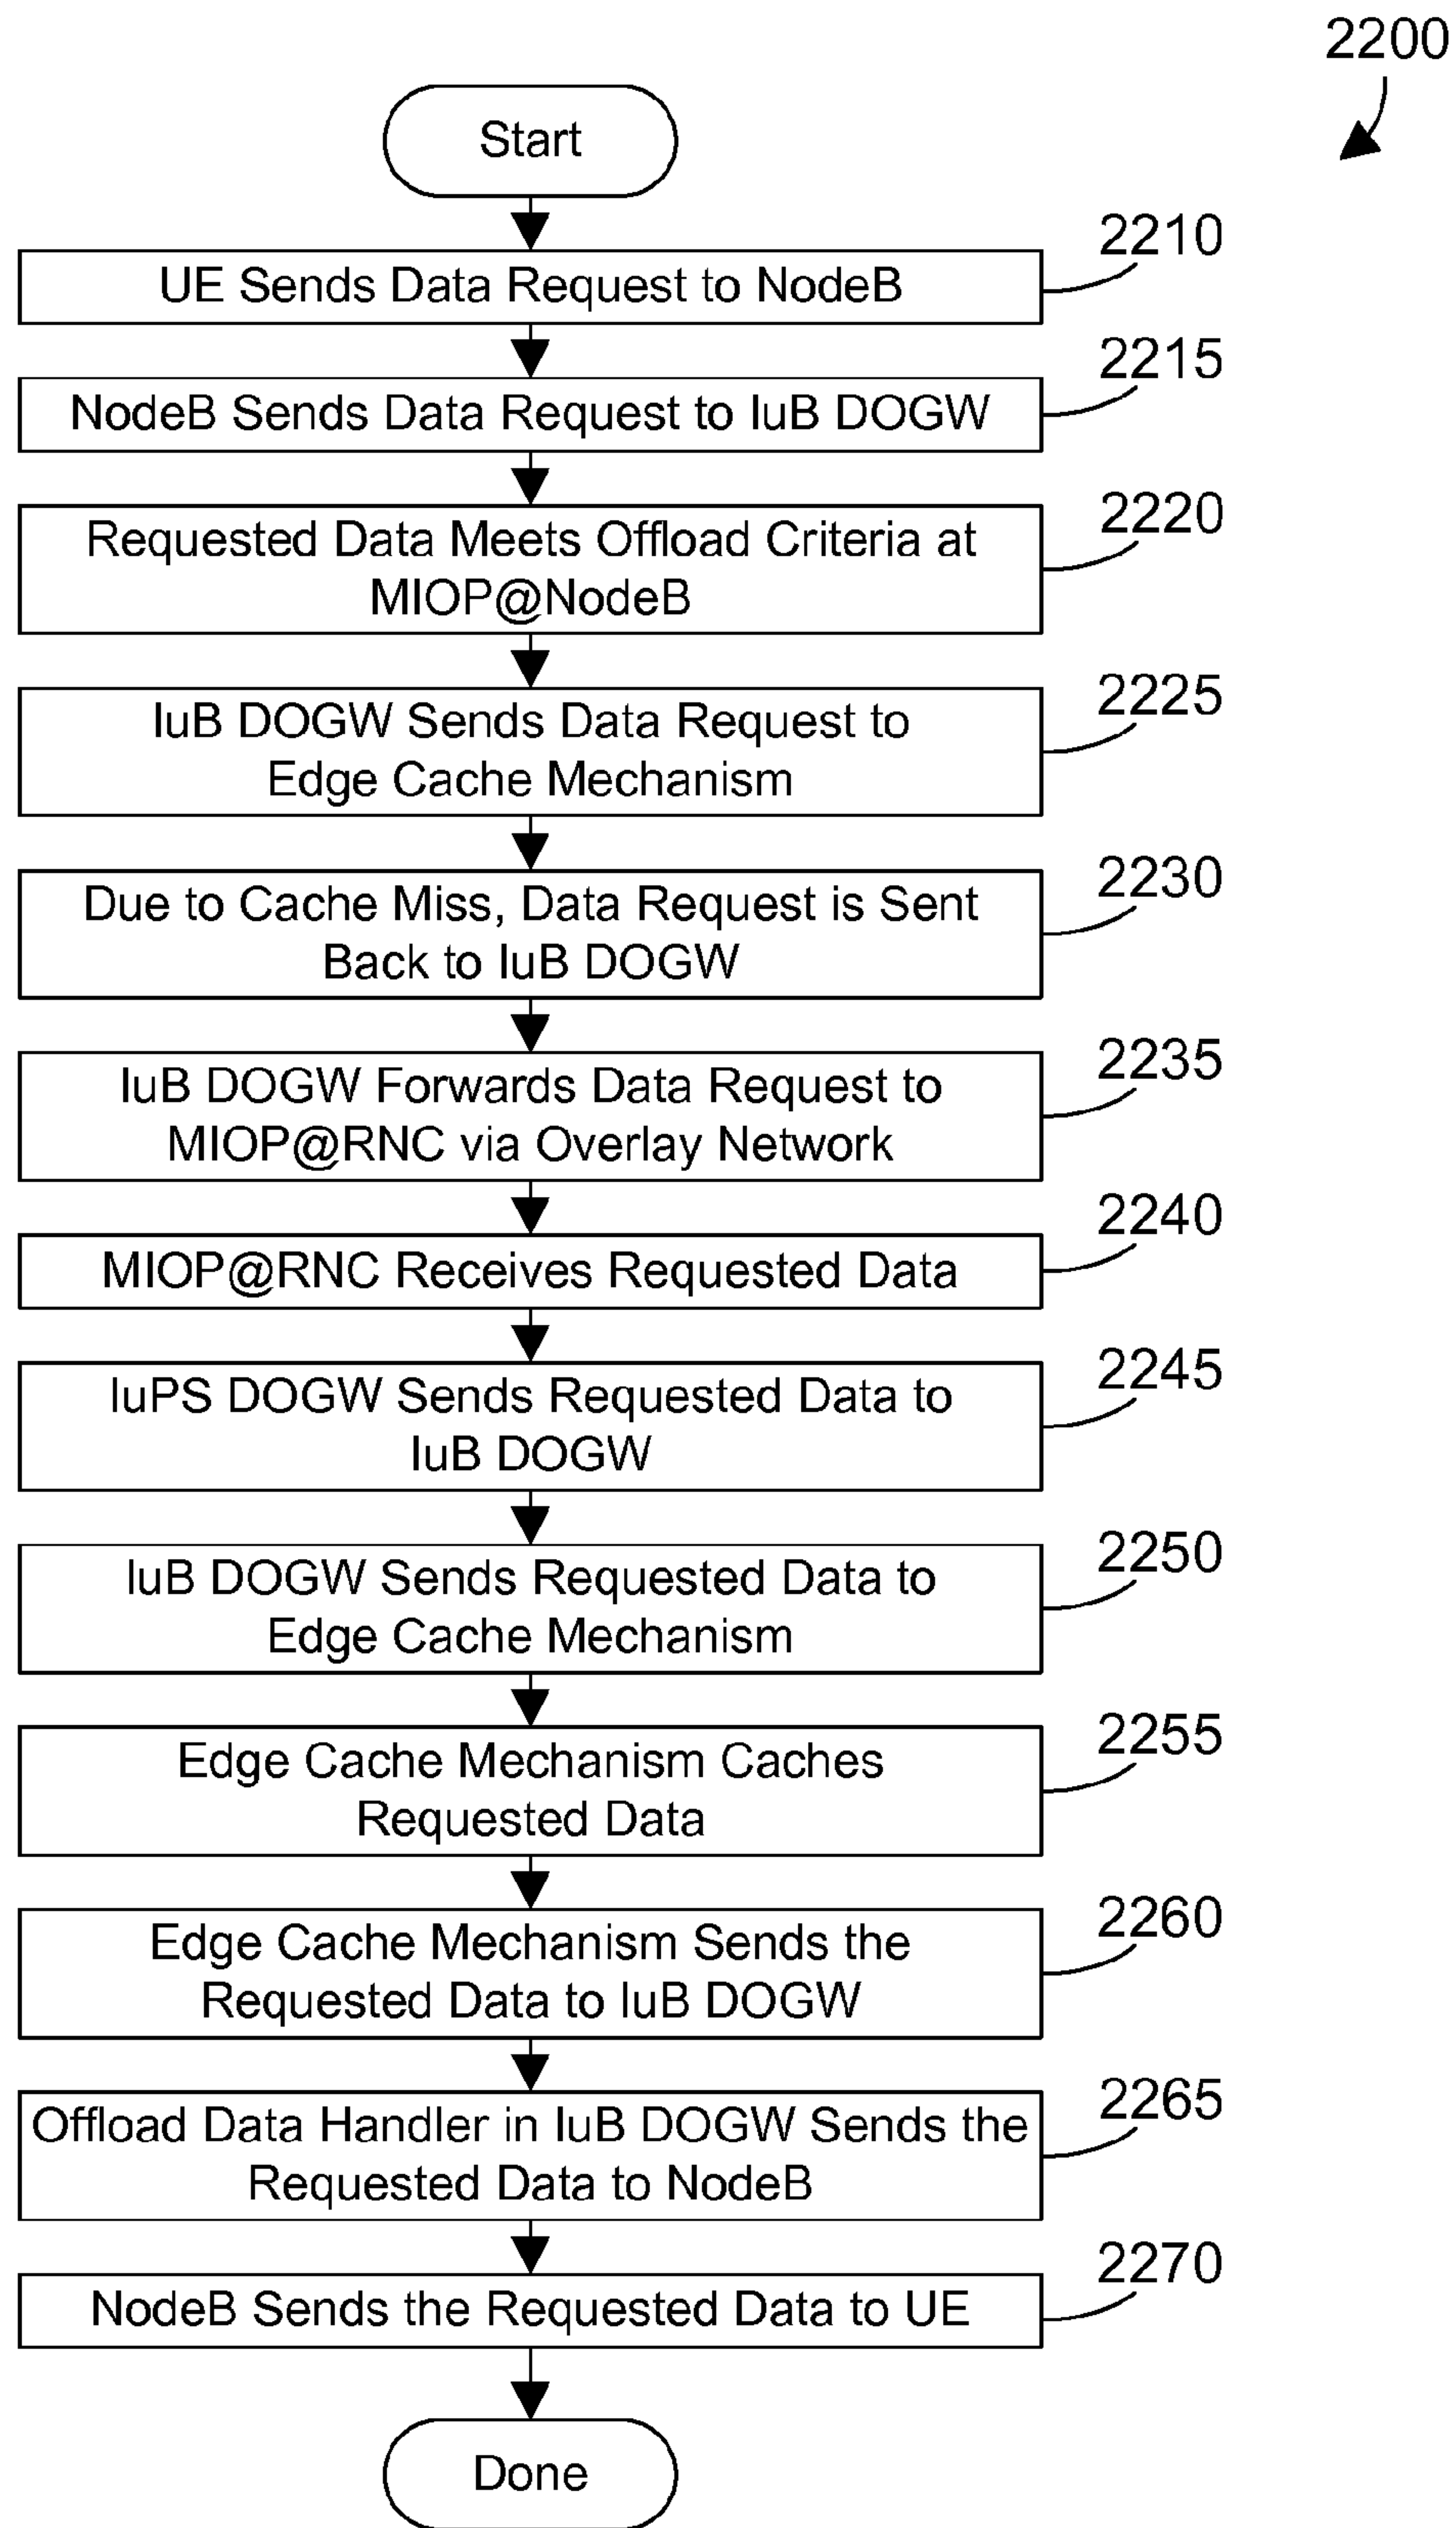 2200
Start
2210
UE Sends Data Request to NodeB
2215
NodeB Sends Data Request to IuB DOGW
2220
Requested Data Meets Offload Criteria at
MIOP@NodeB
2225
IuB DOGW Sends Data Request to
Edge Cache Mechanism
2230
Due to Cache Miss, Data Request is Sent
Back to IuB DOGW
2235
IuB DOGW Forwards Data Request to
MIOP@RNC via Overlay Network
2240
MIOP@RNC Receives Requested Data
2245
IuPS DOGW Sends Requested Data to
IuB DOGW
2250
IuB DOGW Sends Requested Data to
Edge Cache Mechanism
2255
Edge Cache Mechanism Caches
Requested Data
2260
Edge Cache Mechanism Sends the
Requested Data to IuB DOGW
2265
Offload Data Handler in IuB DOGW Sends the
Requested Data to NodeB
2270
NodeB Sends the Requested Data to UE
Done